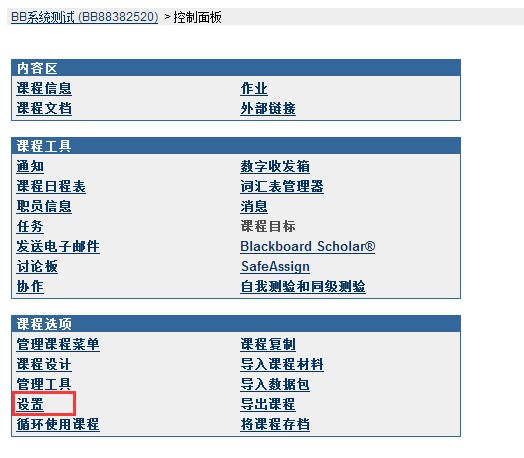 BB系统测试 (BB88382520) > 控制面板
内容区
课程信息 作业
课程文档 外部链接
课程工具
通知 数字收发箱
课程日程表 词汇表管理器
职员信息 消息
任务 课程目标
发送电子邮件 Blackboard Scholar®
讨论板 SafeAssign
协作 自我测验和同级测验
课程选项
管理课程菜单 课程复制
课程设计 导入课程材料
管理工具 导入数据包
设置 导出课程
循环使用课程 将课程存档